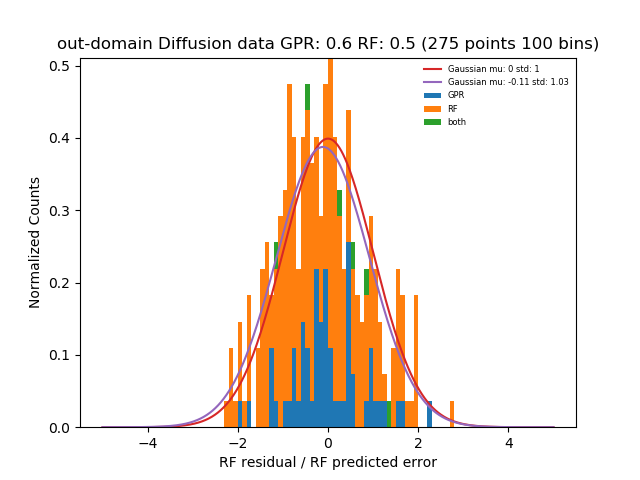 out-domain Diffusion data GPR: 0.6 RF: 0.5 (275 points 100 bins)
Gaussian mu: 0 std: 1
Gaussian mu: -0.11 std: 1.03
GPR
RF
both
Normalized Counts
0.5
0.4
0.3
0.2
0.1
0.0
−4 −2 0 2 4
RF residual / RF predicted error